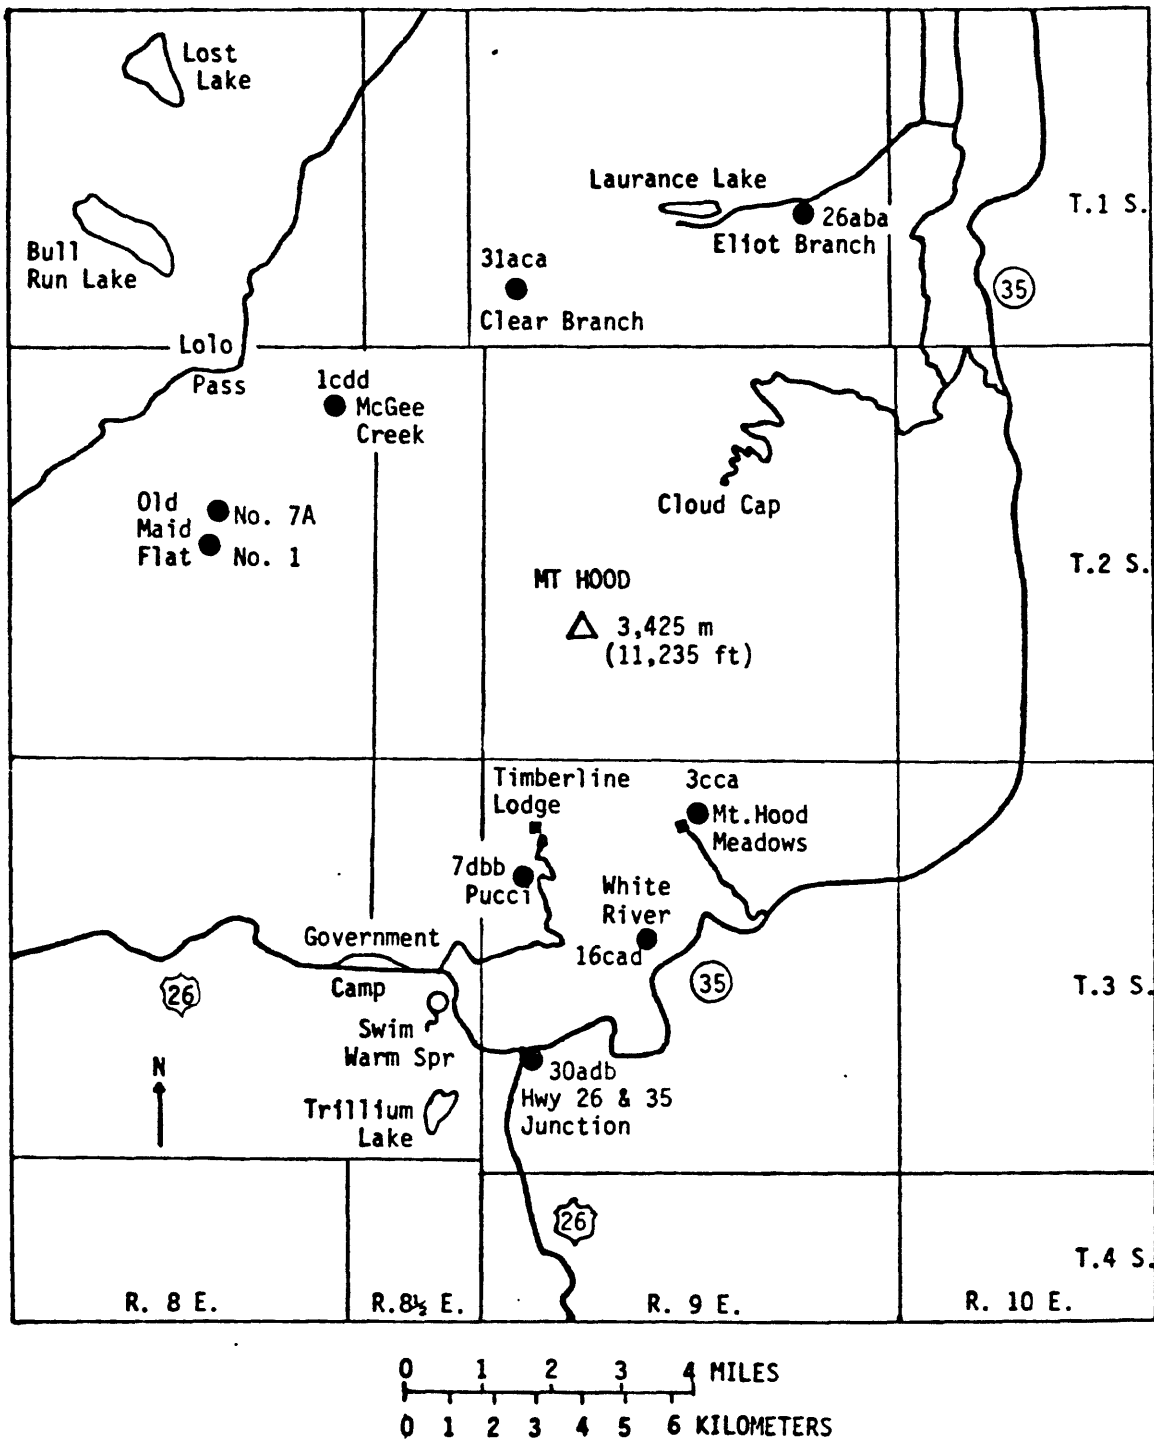 Lost
Lake
Laurance Lake
T.1 S.
26aba
Eliot Branch
Bull
Run Lake
31aca
Clear Branch
35
Lolo
Pass
1cdd
McGee
Creek
Old
Maid
Flat
No. 7A
No. 1
Cloud Cap
T.2 S.
MT HOOD
3,425 m
(11,235 ft)
Timberline
Lodge
3cca
Mt.Hood
Meadows
7dbb
Pucci
White
River
16cad
Government
Camp
26
35
T.3 S.
Swim
Warm Spr
N
30adb
Hwy 26 & 35
Junction
Trillium
Lake
26
T.4 S.
R. 8 E.
R.8½ E.
R. 9 E.
R. 10 E.
0 1 2 3 4 MILES
0 1 2 3 4 5 6 KILOMETERS